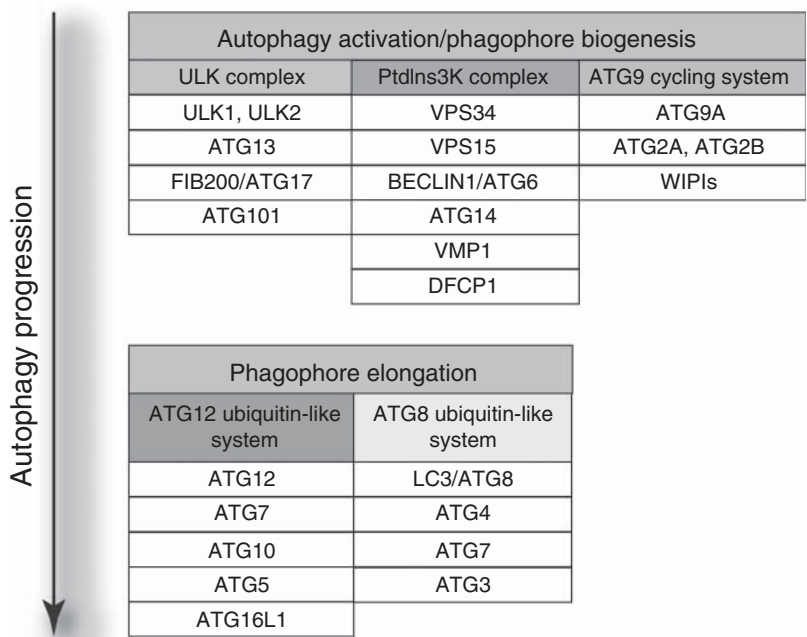 Autophagy progression
Autophagy activation/phagophore biogenesis
ULK complex PtdIns3K complex ATG9 cycling system
ULK1, ULK2 VPS34 ATG9A
ATG13 VPS15 ATG2A, ATG2B
FIB200/ATG17 BECLIN1/ATG6 WIPIs
ATG101 ATG14
VMP1
DFCP1
Phagophore elongation
ATG12 ubiquitin-like ATG8 ubiquitin-like
system system
ATG12 LC3/ATG8
ATG7 ATG4
ATG10 ATG7
ATG5 ATG3
ATG16L1